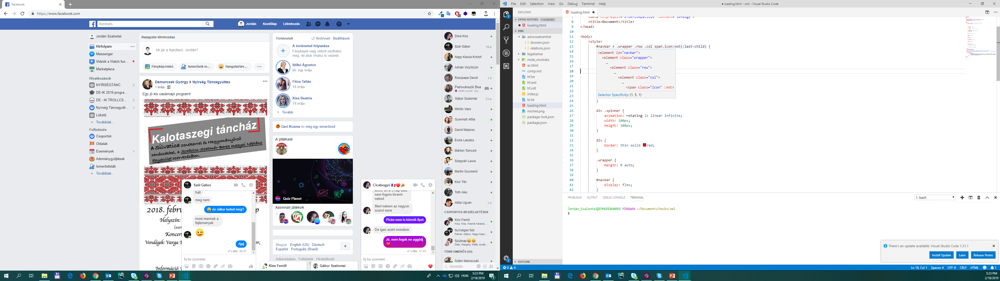 Facebook
https://www.facebook.com
Keresés
Jordán
Kezdőlap
Létrehozás
Jordán Szalontai
Hírfolyam
Messenger
Videók a Watch fun...
Marketplace
Hivatkozások
NYÍRSÉGTÁNC 2
DE-IK 2016 progra...
DE - IK TROLLCS... 2
Nyírség Táncegyütt... 1
Lókötő
Továbbiak...
Felfedezés
Csoportok
Oldalak
Események 1
Adománygyűjtések
Ismerőslisták
Továbbiak...
Bejegyzés létrehozása
Mi jár a fejedben, Jordán?
Fénykép/videó
Ismerősök m...
Hangulat/tev...
Demarcsek György
Nyírség Táncegyüttes
1 órája ·
Egy jó kis vasárnapi program!
Kalotaszegi táncház
A Silvatica zenekarral és Hagyományőrző
zenészekkel, a Szabolcs-Szatmár-Bereg megyei Néptánc
Egyesület szervezésében.
2018. febru
Helyszín:
(440
Koncer
Vendégek: Varga
Információ:
Történetek
Archívum · Beállítások
A történeted folytatása
Fényképet vagy videót oszthatsz
meg, de akár írhatsz is valamit.
Ildikó Ágoston
kb. egy órája
Flóra Talián
18 órája
Kiss Beatrix
19 órája
Tovább
Geri Kozma és még egy ismerősöd.
A játékaid
Quiz Planet
Azonnali játékok
Magyar · English (US) · Deutsch ·
Español · Português (Brasil)
Adatvédelem · Feltételek · Hirdetőknek ·
Szél Gábor
hali
meg nem
😮 és mikor tudod meg?
most mennek a
fejlemenyek
Ajaj
Látta: 16:27
Írj be üzenetet...
Kiss Femili
Gábor Szalontai
Cicabogyó 🇫🇷❤️🍕
akkor en a 5 nap alatt
nem fogom kiverni
neked
Mert nekem az nagyon
szarul esne
Picim nem is kérnék ilyet
De igen azért mondom
Jó, nem fogok ne aggódj
❤️
Látta: 17:23
Írj be üzenetet...
Dóra Kiss
Szél Gábor 16 p.
Nagy-Kasza Kristof
Adrián Viszlóczki
Roszpapa David 1 ó.
Petrovánszki Bea
Játék ezzel: Qui...
Gábor Szalontai 21 p.
Miklós Vass
Gyarmati Attila
David Majoros
Évike Lakatos
Márton Tomcsik
Szegvári Laura
Martin Gyureskó
Kiss Tibi
Toth Alex
Attila Ugyan 1 ó.
CSOPORTOS BESZÉLGETÉSEK
Kiss Femili
Kiss, Kiss, Kissné Kalakai,...
Nyírséges fiúk
Dániel, Gábor, Nagy-Kasz...
Szülinap😊😊
Debi, Gergely, Máté, továb...
TÖBB ISMERŐS (53)
Ádám Maroscsák
Keresés
HUN
5:23 PM
2/18/2019
File Edit Selection View Go Debug Terminal Help
● loading.html - xml - Visual Studio Code
EXPLORER
OPEN EDITORS 1 UNSAVED
loading.html
XML
advocaatcentral
dossiers.json
relations.json
legalsense
node_modules
ac.html
comp.md
hf.txt
hf.xml
hf.xslt
index.js
ki.txt
loading.html
michiel.png
package-lock.json
package.json
OUTLINE
loading.html
7 <meta http-equiv="X-UA-Compatible" content="ie=edge">
8 <title>Document</title>
9 </head>
10
11 <body>
12 <style>
13 #navbar > .wrapper .row .col span.icon:not(:last-child) {
14
15
16
17
18
19
20
21
22
23
<element id="navbar">
<element class="wrapper">
…
<element class="row">
…
<element class="col">
…
<span class="icon" :not>
Selector Specificity: (1, 5, 1)
24 }
25
26 div .spinner {
27 animation: rotating 2s linear infinite;
28 width: 100px;
29 height: 100px;
30 }
31
32 div {
33 border: thin solid red;
34 }
35
36 .wrapper {
37 margin: 0 auto;
38 }
39
40 #navbar {
41 display: flex;
42 }
PROBLEMS OUTPUT DEBUG CONSOLE TERMINAL
1: bash
Jordan_Szalontai@EPHUDEBW0069 MINGW64 ~/Documents/Hacks/xml
$
There's an update available: Visual Studio Code 1.31.1
Install Update
Later
Release Notes
0 0
Ln 18, Col 1 Spaces: 4 UTF-8 CRLF HTML 1
5:23 PM
2/18/2019